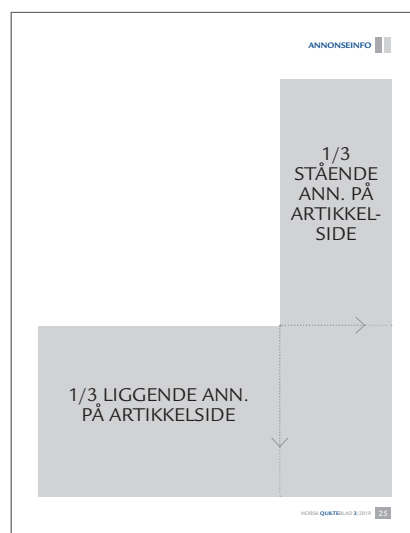 ANNONSEINFO
1/3
STÅENDE
ANN. PÅ
ARTIKKEL-
SIDE
1/3 LIGGENDE ANN.
PÅ ARTIKKELSIDE
NORSK QUILTEBLAD 3/2019 25